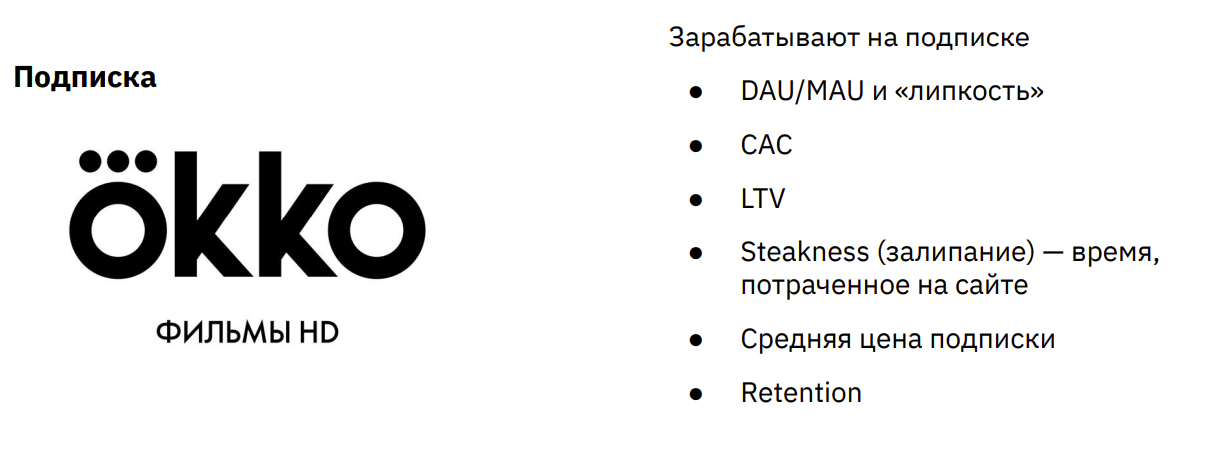 Подписка
ökko
ФИЛЬМЫ HD
Зарабатывают на подписке
● DAU/MAU и «липкость»
● CAC
● LTV
● Steakness (залипание) — время,
потраченное на сайте
● Средняя цена подписки
● Retention